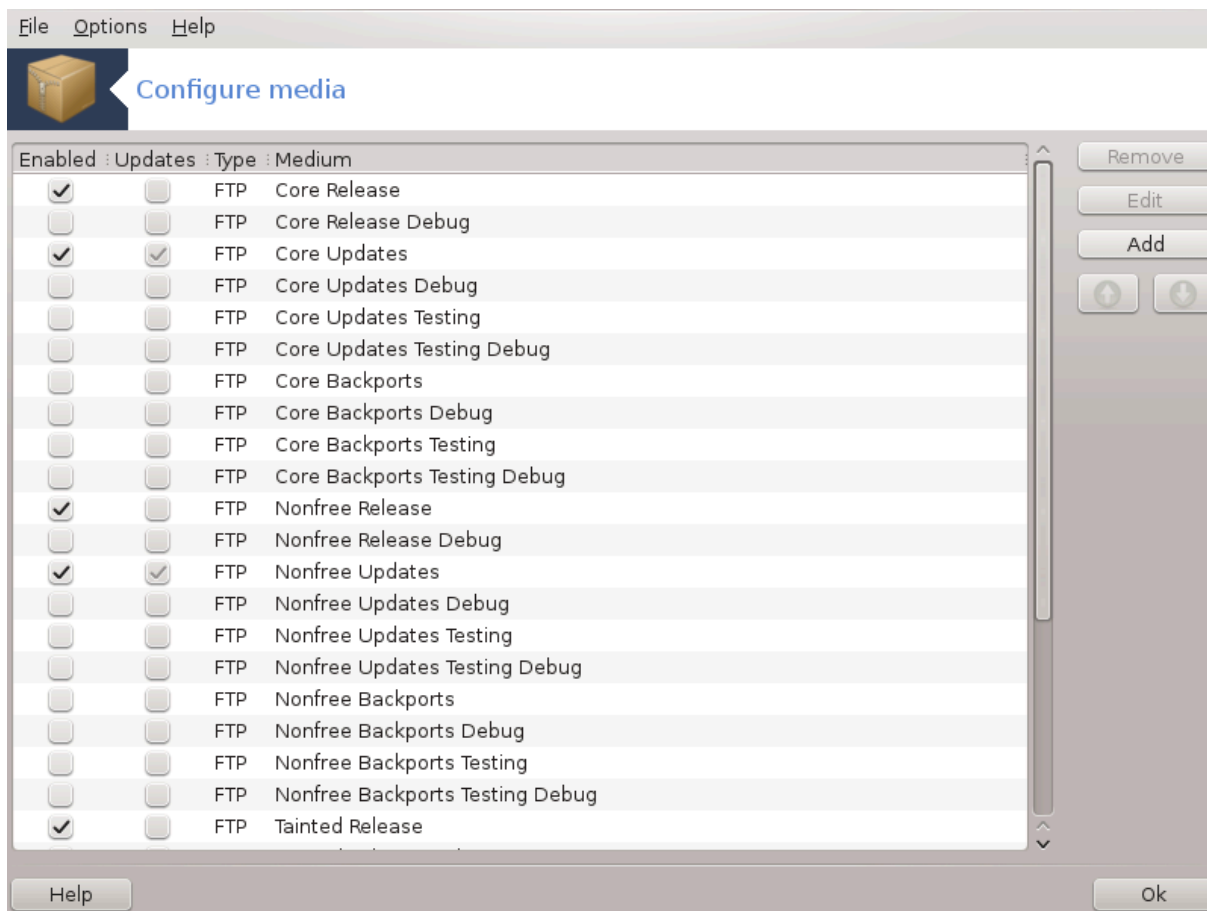 File Options Help
Configure media
Enabled Updates Type Medium
FTP Core Release
FTP Core Release Debug
FTP Core Updates
FTP Core Updates Debug
FTP Core Updates Testing
FTP Core Updates Testing Debug
FTP Core Backports
FTP Core Backports Debug
FTP Core Backports Testing
FTP Core Backports Testing Debug
FTP Nonfree Release
FTP Nonfree Release Debug
FTP Nonfree Updates
FTP Nonfree Updates Debug
FTP Nonfree Updates Testing
FTP Nonfree Updates Testing Debug
FTP Nonfree Backports
FTP Nonfree Backports Debug
FTP Nonfree Backports Testing
FTP Nonfree Backports Testing Debug
FTP Tainted Release
Remove
Edit
Add
Help
Ok